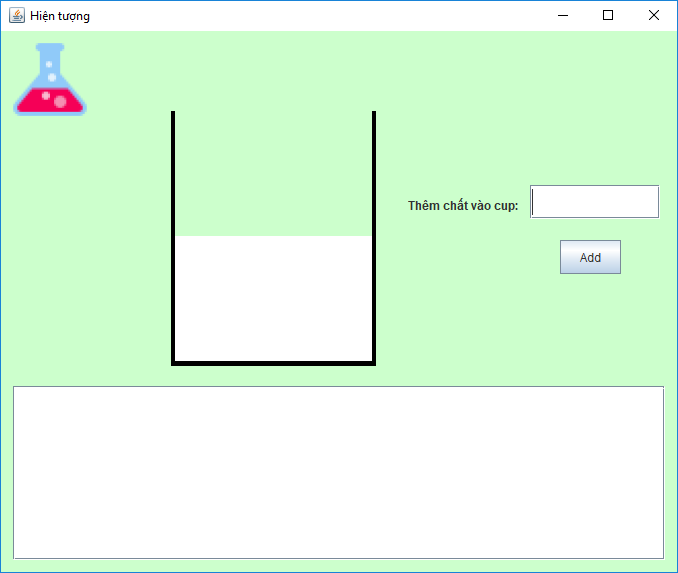 Hiện tượng
Thêm chất vào cup:
Add